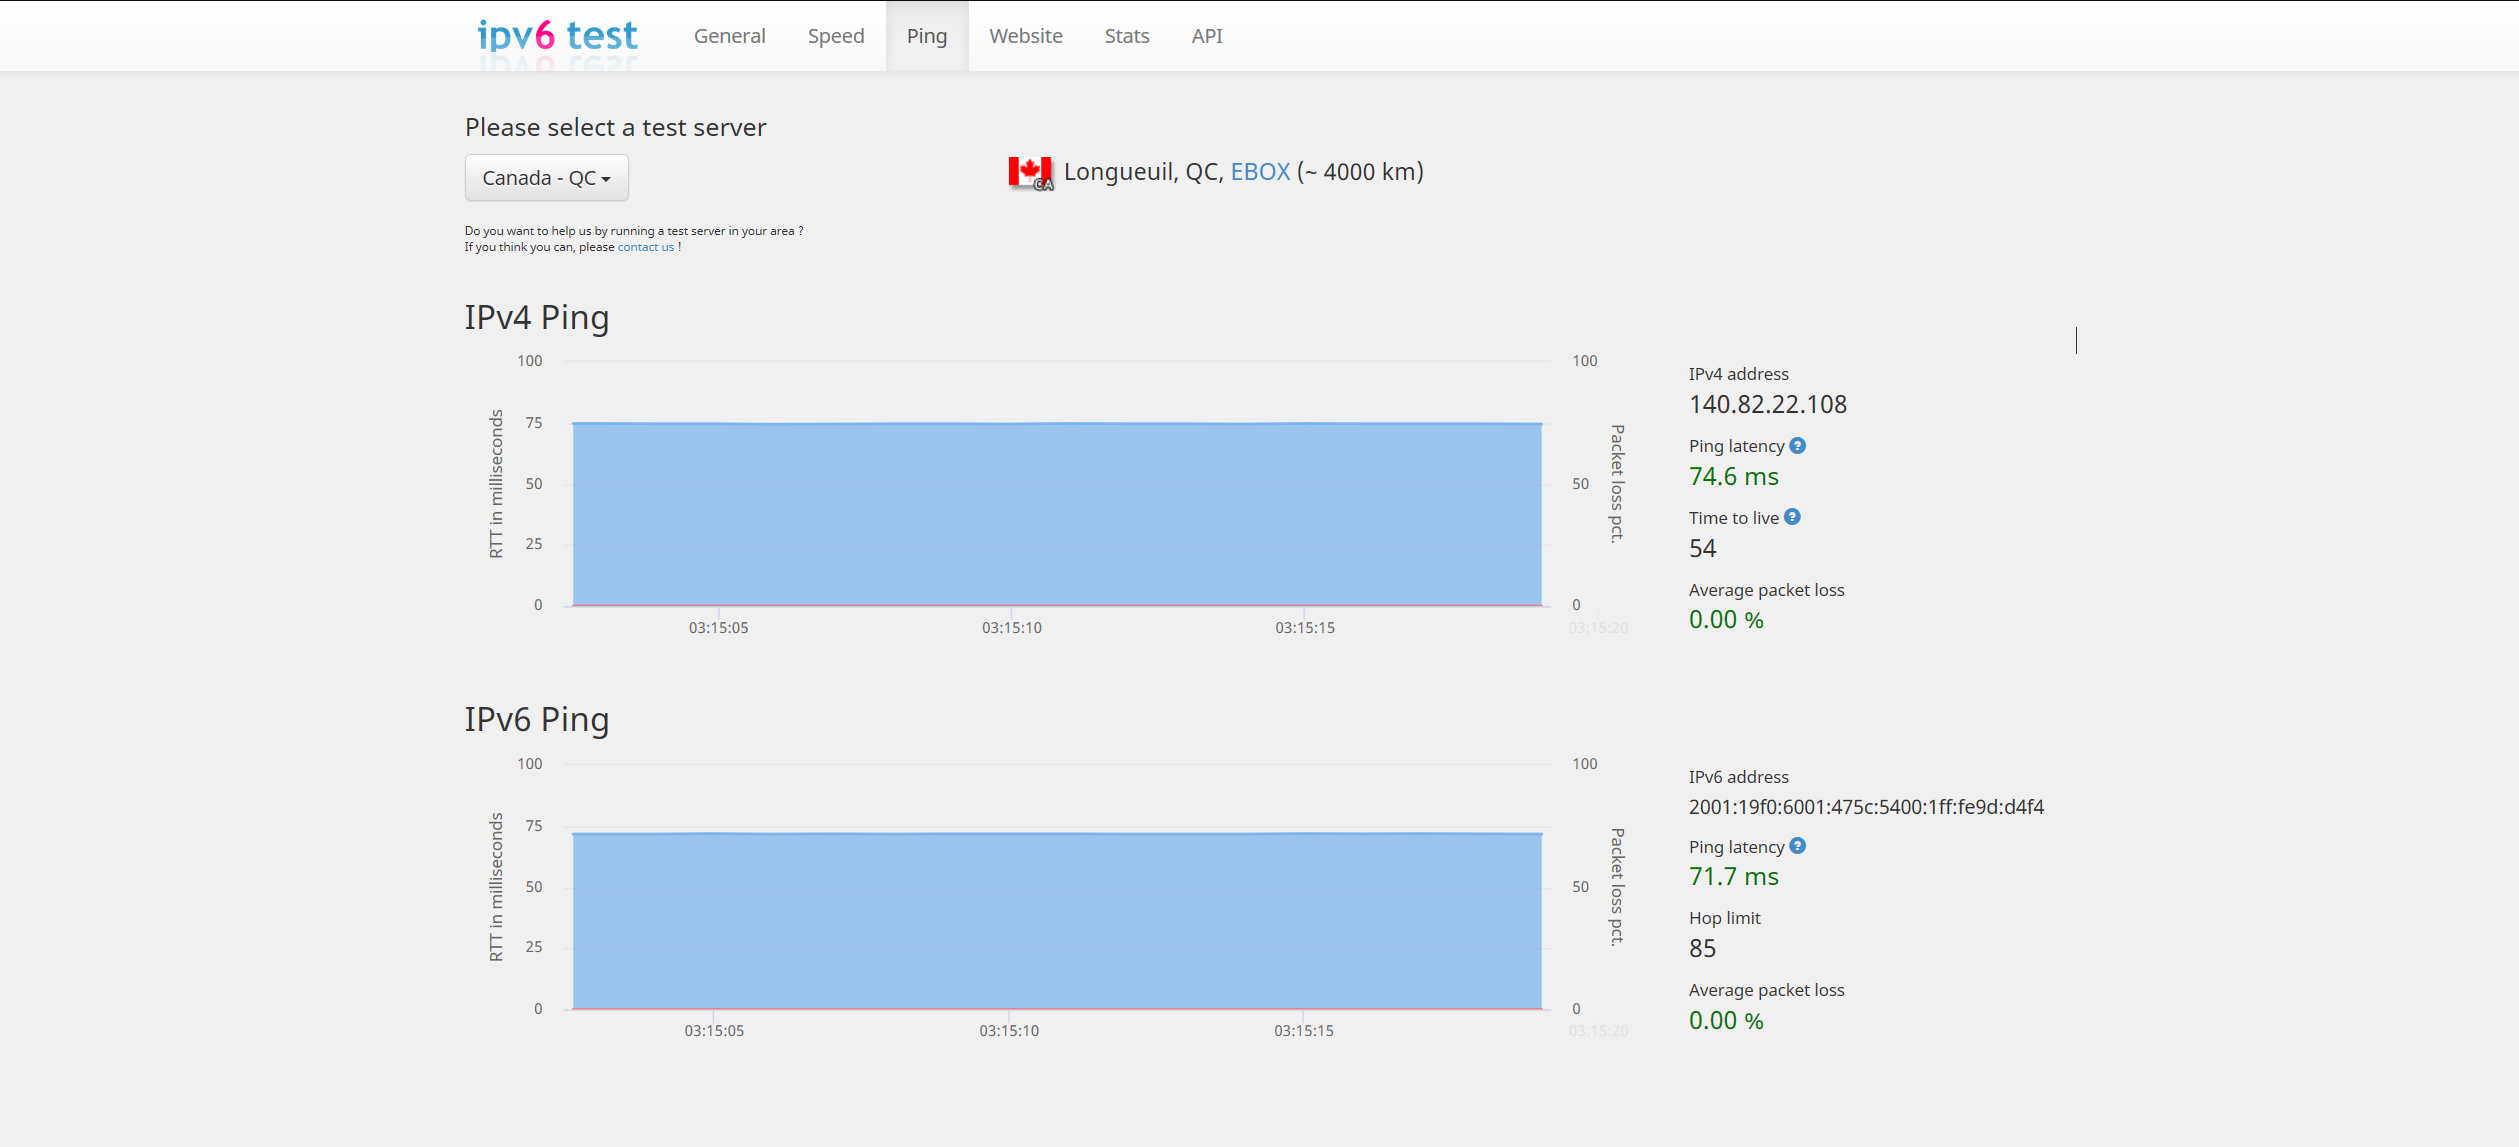 ipv6 test
General
Speed
Ping
Website
Stats
API
Please select a test server
Canada - QC
CA
Longueuil, QC, EBOX (~ 4000 km)
Do you want to help us by running a test server in your area ?
If you think you can, please contact us !
IPv4 Ping
100
75
50
25
0
RTT in milliseconds
100
50
0
Packet loss pct.
03:15:05
03:15:10
03:15:15
03:15:20
IPv4 address
140.82.22.108
Ping latency ?
74.6 ms
Time to live ?
54
Average packet loss
0.00 %
IPv6 Ping
100
75
50
25
0
RTT in milliseconds
100
50
0
Packet loss pct.
03:15:05
03:15:10
03:15:15
03:15:20
IPv6 address
2001:19f0:6001:475c:5400:1ff:fe9d:d4f4
Ping latency ?
71.7 ms
Hop limit
85
Average packet loss
0.00 %